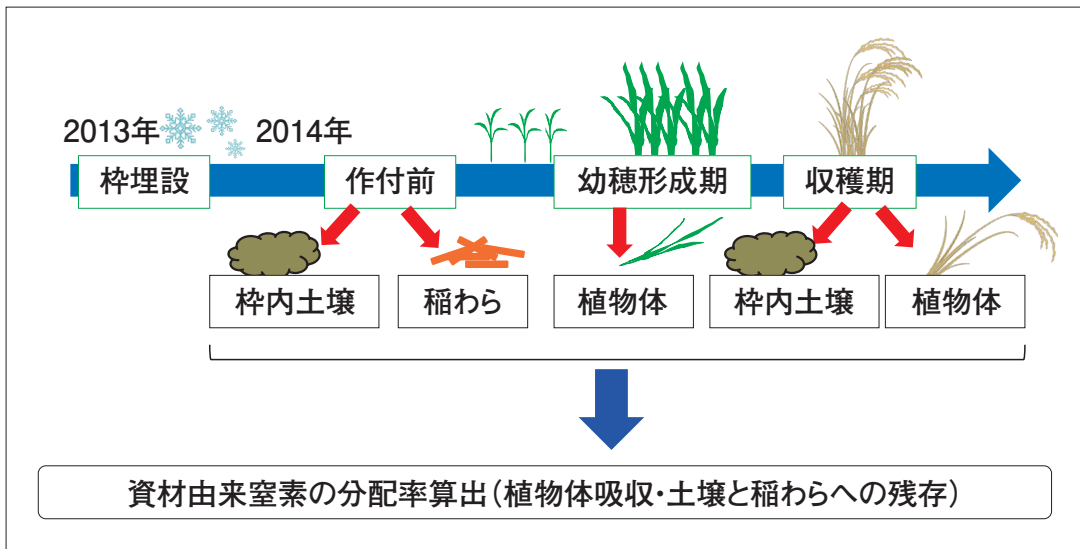 2013年
2014年
枠埋設
作付前
幼穂形成期
収穫期
枠内土壌
稲わら
植物体
枠内土壌
植物体
資材由来窒素の分配率算出(植物体吸収・土壌と稲わらへの残存)